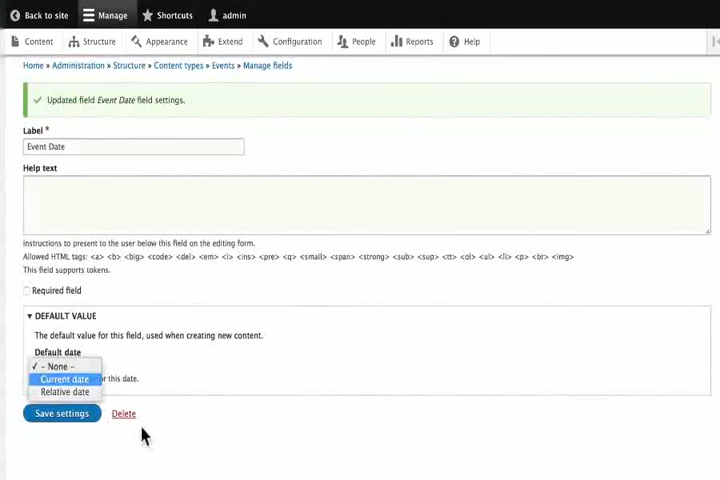 Back to site Manage Shortcuts admin
Content Structure Appearance Extend Configuration People Reports Help
Home » Administration » Structure » Content types » Events » Manage fields
Updated field Event Date field settings.
Label *
Event Date
Help text
Instructions to present to the user below this field on the editing form.
Allowed HTML tags: <a> <b> <big> <code> <del> <em> <i> <ins> <pre> <q> <small> <span> <strong> <sub> <sup> <tt> <ol> <ul> <li> <p> <br> <img>
This field supports tokens.
Required field
DEFAULT VALUE
The default value for this field, used when creating new content.
Default date
- None -
Current date
or this date.
Relative date
Save settings Delete